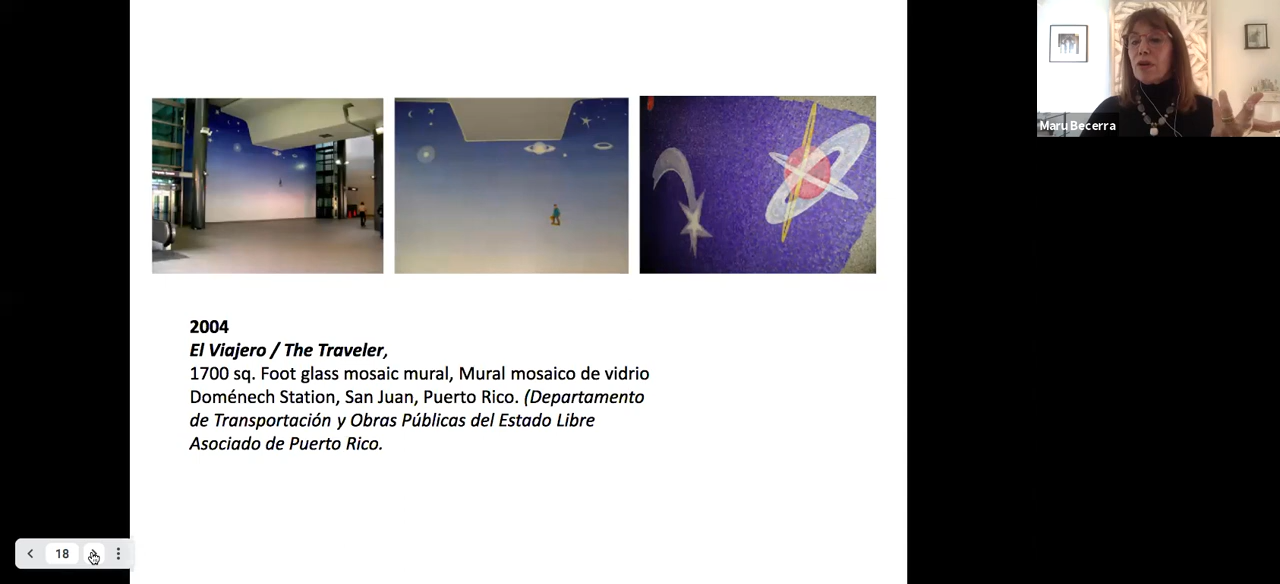 Maru Becerra
2004
El Viajero / The Traveler,
1700 sq. Foot glass mosaic mural, Mural mosaico de vidrio
Doménech Station, San Juan, Puerto Rico. (Departamento
de Transportación y Obras Públicas del Estado Libre
Asociado de Puerto Rico.
18